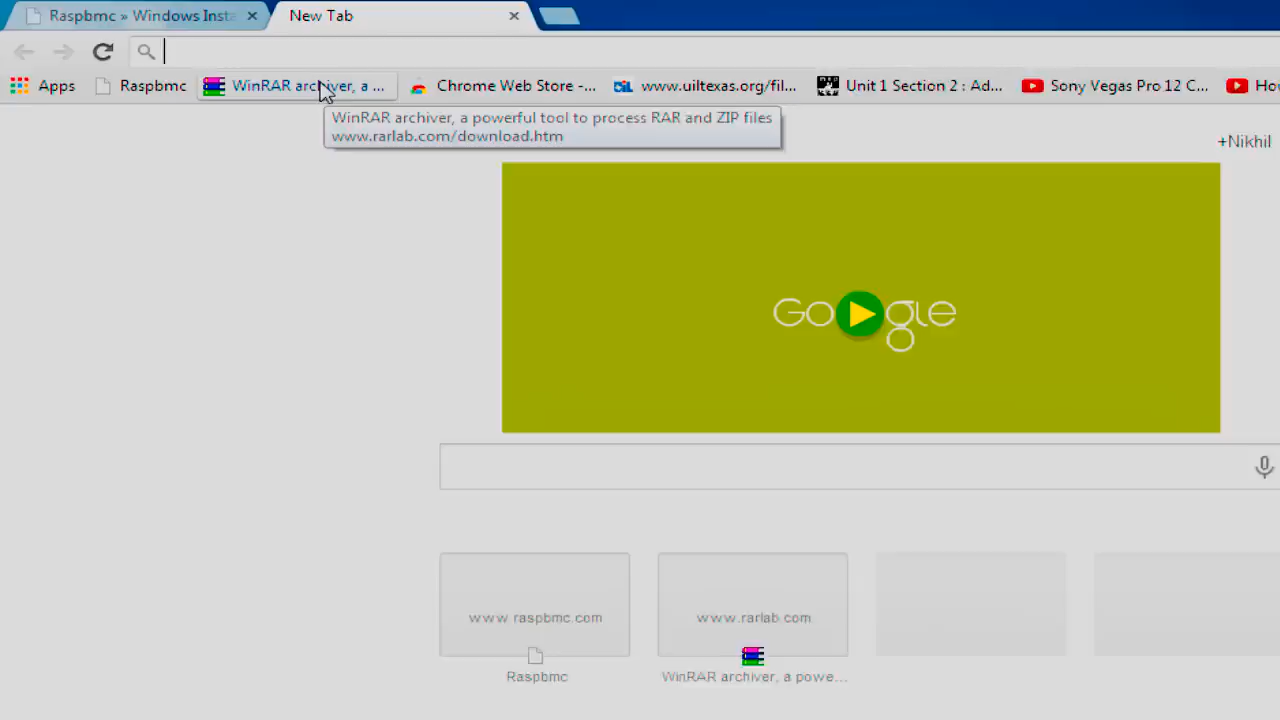 Raspbmc » Windows Insta
New Tab
Apps
Raspbmc
WinRAR archiver, a ...
Chrome Web Store -...
www.uiltexas.org/fil...
Unit 1 Section 2 : Ad...
Sony Vegas Pro 12 C...
Hov
WinRAR archiver, a powerful tool to process RAR and ZIP files
www.rarlab.com/download.htm
+Nikhil
Google
www.raspbmc.com
www.rarlab.com
Raspbmc
WinRAR archiver, a powe...